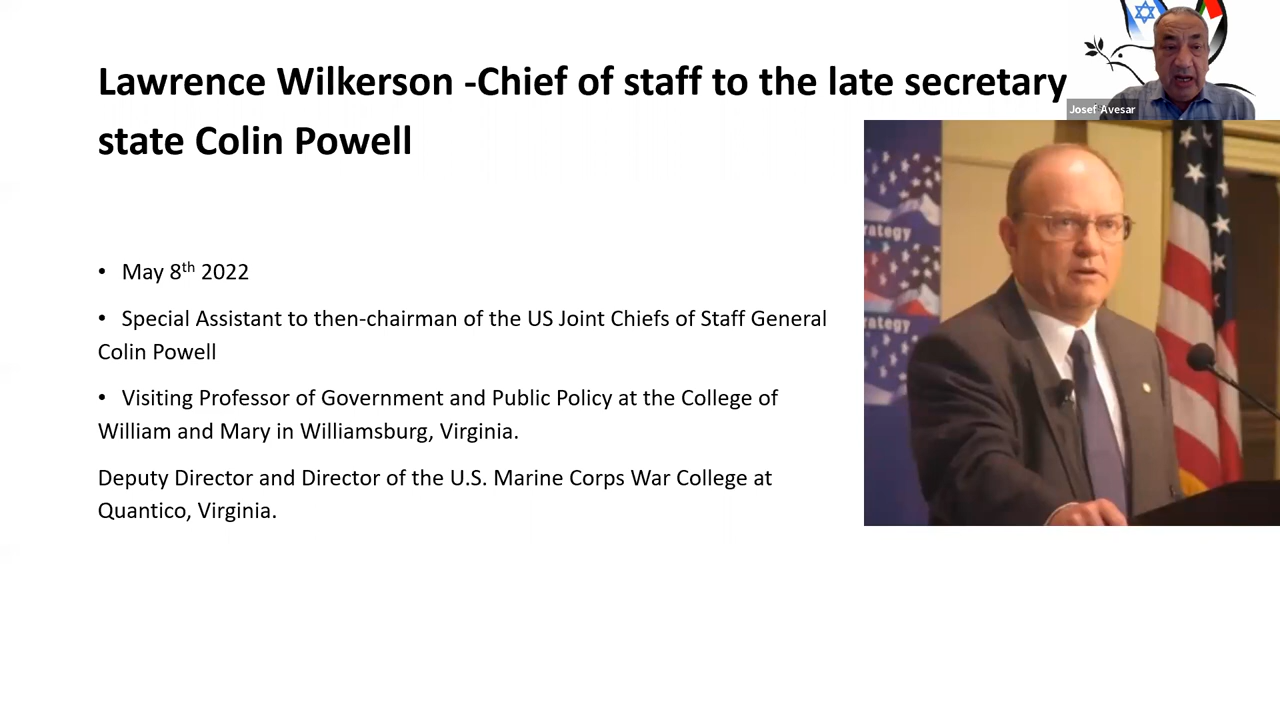 Lawrence Wilkerson -Chief of staff to the late secretary
state Colin Powell
Josef Avesar
rategy
rategy
• May 8th 2022
• Special Assistant to then-chairman of the US Joint Chiefs of Staff General
Colin Powell
• Visiting Professor of Government and Public Policy at the College of
William and Mary in Williamsburg, Virginia.
Deputy Director and Director of the U.S. Marine Corps War College at
Quantico, Virginia.